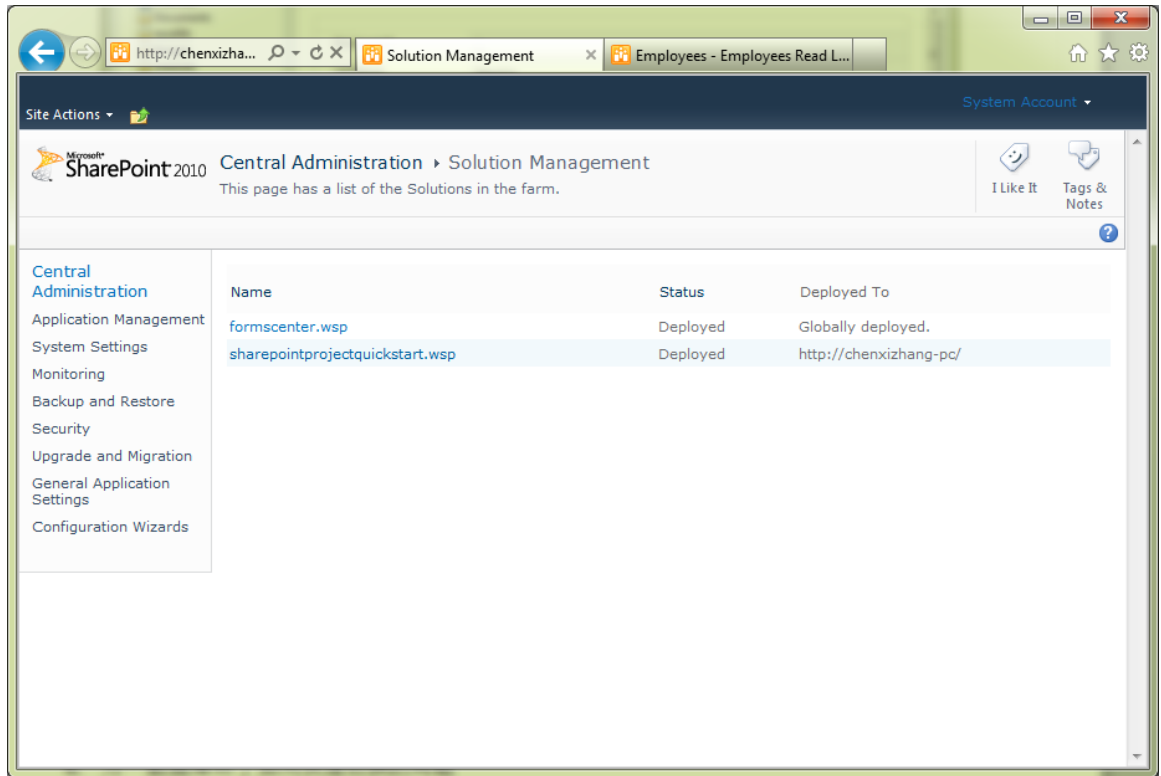 http://chenxizha...
Solution Management
Employees - Employees Read L...
Site Actions
System Account
Microsoft
SharePoint 2010
Central Administration
Solution Management
This page has a list of the Solutions in the farm.
I Like It
Tags &
Notes
Central
Administration
Application Management
System Settings
Monitoring
Backup and Restore
Security
Upgrade and Migration
General Application
Settings
Configuration Wizards
Name Status Deployed To
formscenter.wsp Deployed Globally deployed.
sharepointprojectquickstart.wsp Deployed http://chenxizhang-pc/